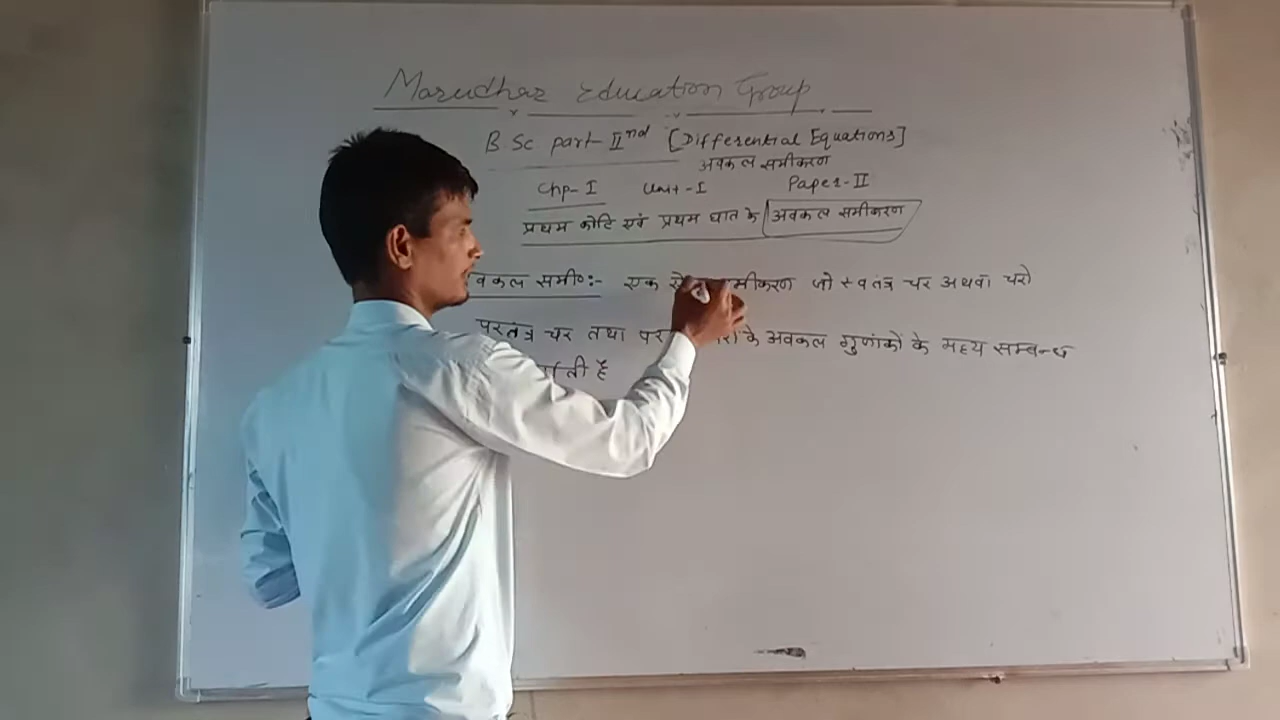 Marudhar Education Group
B.Sc part-IInd [Differential Equations]
अवकल समीकरण
Chp-I Unit-I Paper-II
प्रथम कोटि एवं प्रथम घात के अवकल समीकरण
वकल समी०:- एक मीकरण जो स्वतंत्र चर अथवा चरो
परतंत्र चर तथा पर के अवकल गुणांकों के मध्य सम्बन्ध
ती है